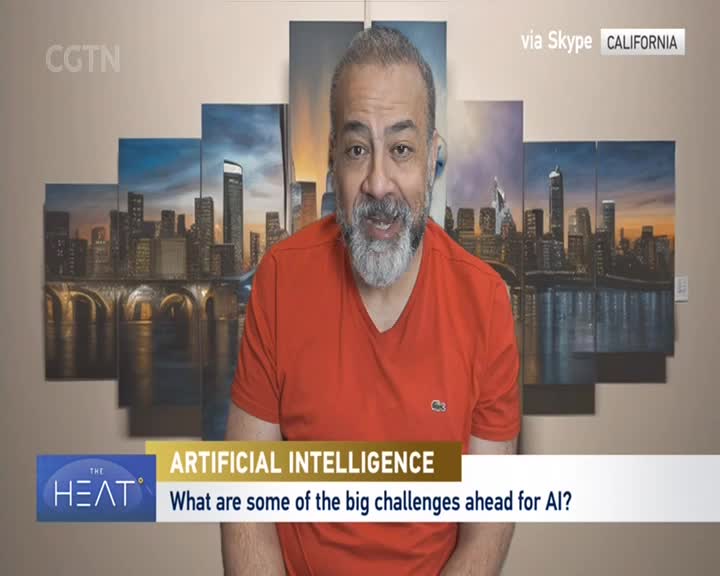 CGTN
via Skype CALIFORNIA
ARTIFICIAL INTELLIGENCE
THE
HEAT
What are some of the big challenges ahead for AI?